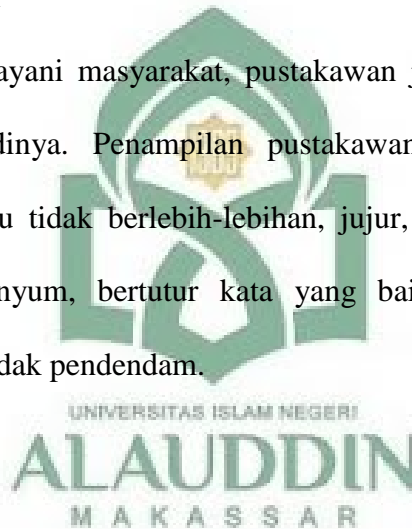 ayani masyarakat, pustakawan j
dinya. Penampilan pustakawan
u tidak berlebih-lebihan, jujur,
nyum, bertutur kata yang bai
dak pendendam.
UNIVERSITAS ISLAM NEGERI
ALAUDDIN
MAKASSAR